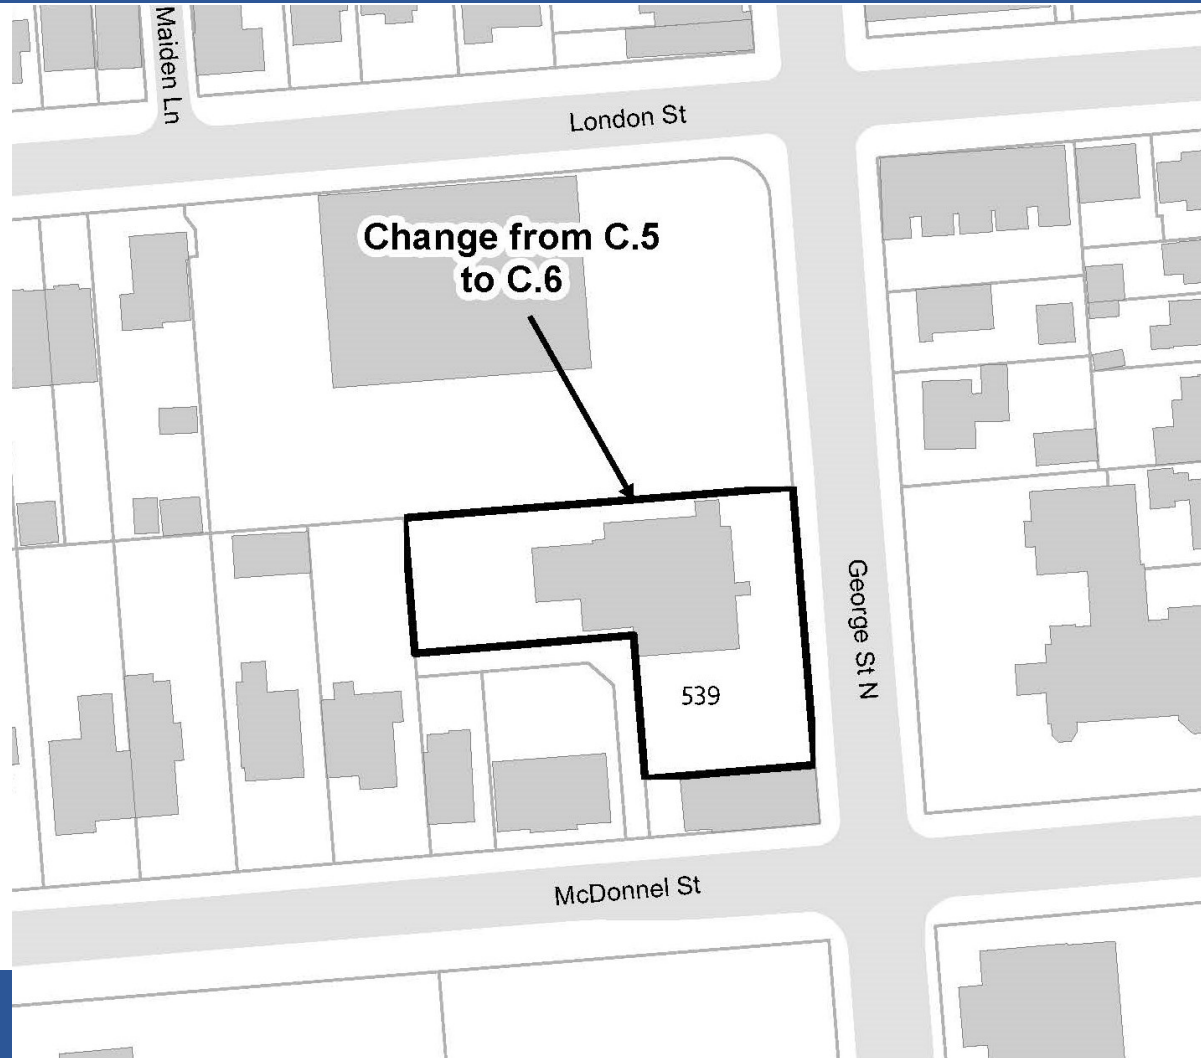 Maiden Ln
London St
Change from C.5
to C.6
George St N
539
McDonnel St